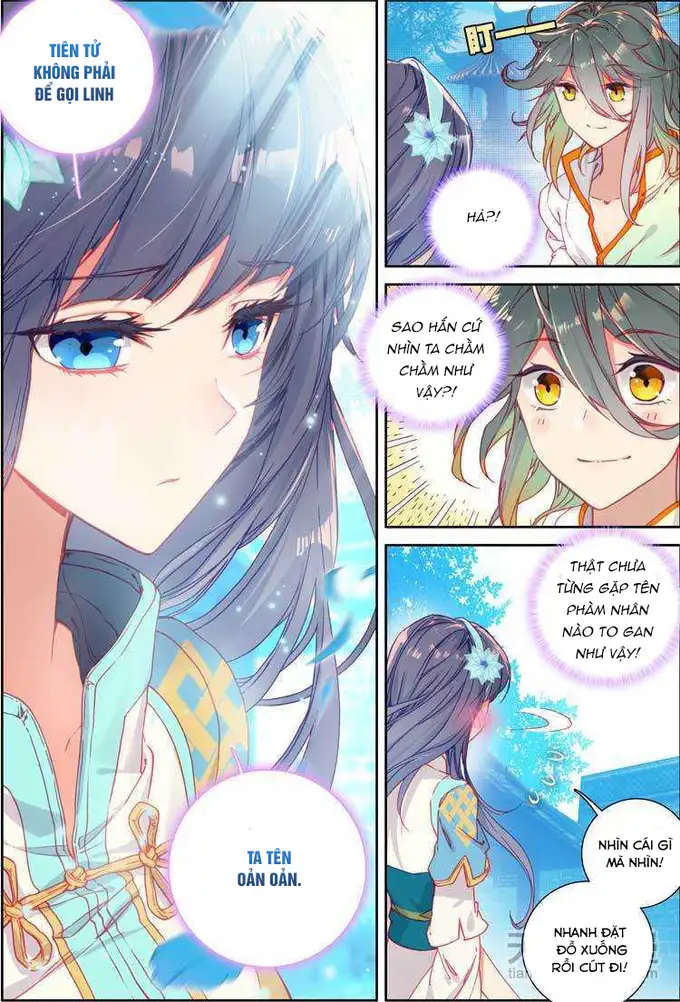 TIÊN TỬ
KHÔNG PHẢI
ĐỂ GỌI LINH
TA TÊN
OẢN OẢN.
盯——
HẢ?!
SAO HẮN CỨ
NHÌN TA CHẰM
CHẰM NHƯ
VẬY?!
THẬT CHƯA
TỪNG GẶP TÊN
PHÀM NHÂN
NÀO TO GAN
NHƯ VẬY!
NHÌN CÁI GÌ
MÀ NHÌN!
NHANH ĐẶT
ĐỒ XUỐNG
RỒI CÚT ĐI!